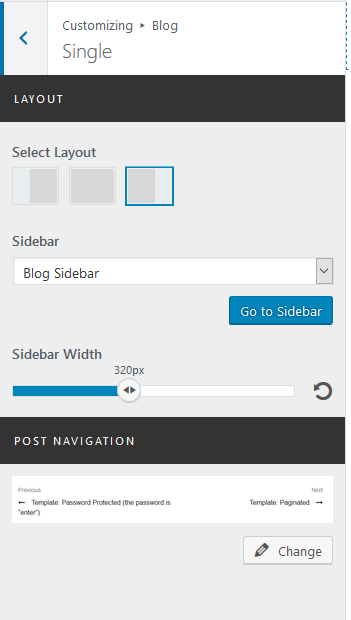 Customizing ▸ Blog
Single
LAYOUT
Select Layout
Sidebar
Blog Sidebar
Go to Sidebar
Sidebar Width
320px
POST NAVIGATION
Previous Next
← Template: Password Protected (the password is Template: Paginated →
"enter")
Change